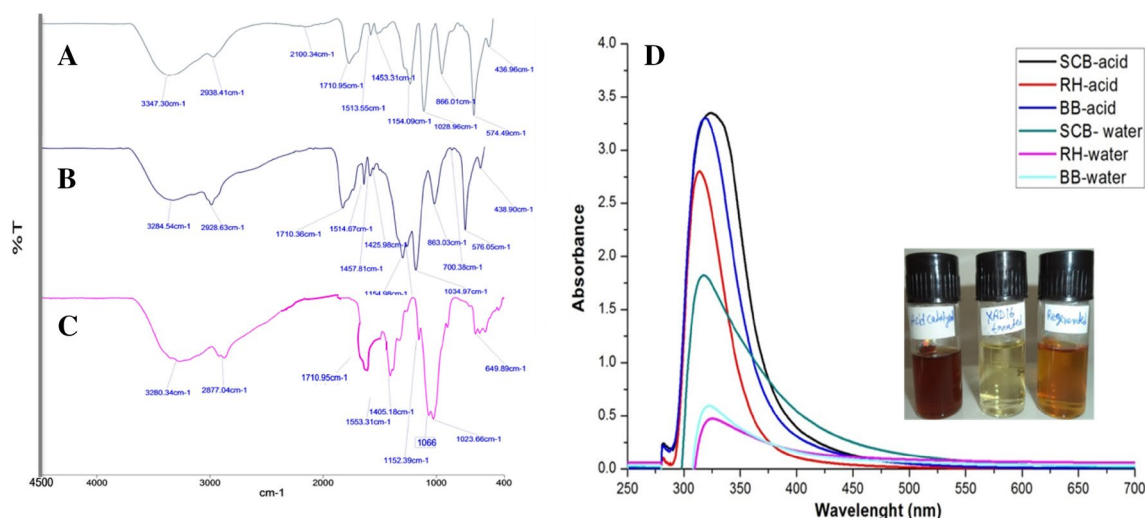 A
2100.34cm-1
436.96cm-1
2938.41cm-1
1710.95cm-1
1453.31cm-1
866.01cm-1
3347.30cm-1
1513.55cm-1
1154.09cm-1
1028.96cm-1
574.49cm-1
B
438.90cm-1
3284.54cm-1
2928.63cm-1
1710.36cm-1
1514.67cm-1
1425.98cm-1
863.03cm-1
576.05cm-1
1457.81cm-1
700.38cm-1
1154.98cm-1
1034.97cm-1
%T
C
3280.34cm-1
2877.04cm-1
1710.95cm-1
1405.18cm-1
649.89cm-1
1553.31cm-1
1066
1023.66cm-1
1152.39cm-1
4500 4000 3000 2000 1000 400
cm-1
D
4.0
3.5
3.0
2.5
2.0
1.5
1.0
0.5
0.0
Absorbance
SCB-acid
RH-acid
BB-acid
SCB- water
RH-water
BB-water
Acid catalyzed
XAD16
treated
Regenerated
250 300 350 400 450 500 550 600 650 700
Wavelenght (nm)